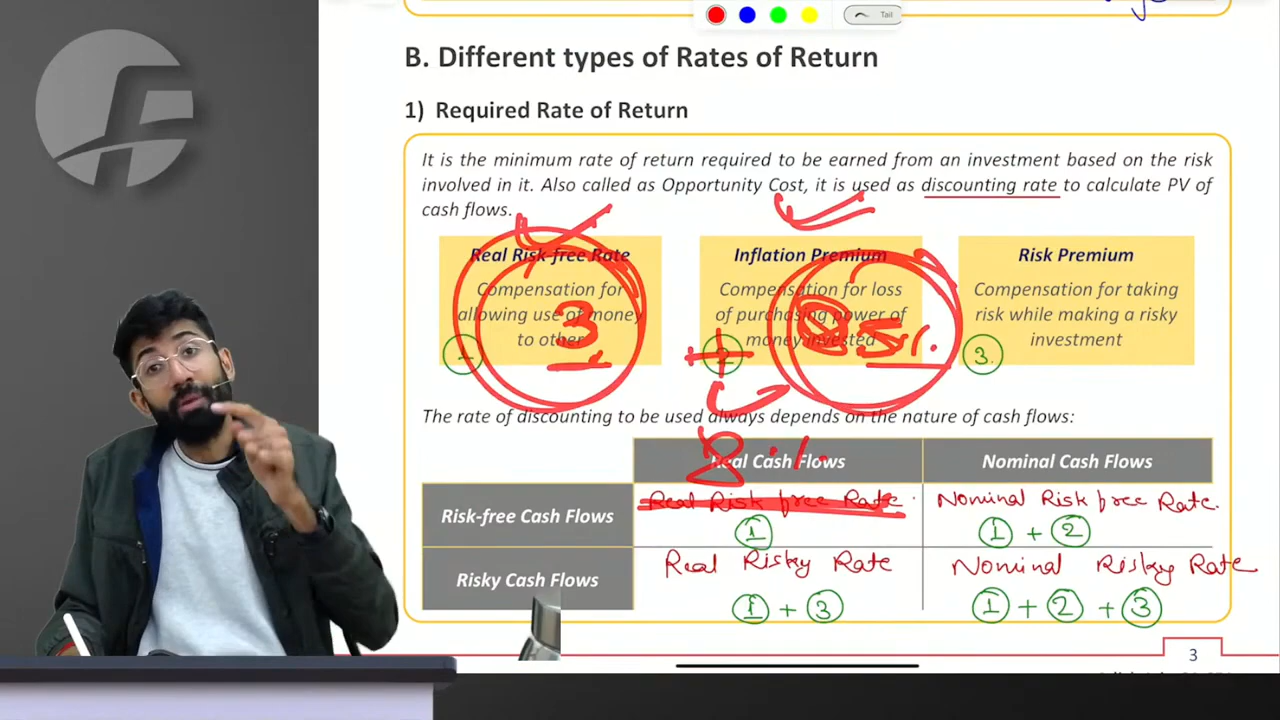 Tail
B. Different types of Rates of Return
1) Required Rate of Return
It is the minimum rate of return required to be earned from an investment based on the risk
involved in it. Also called as Opportunity Cost, it is used as discounting rate to calculate PV of
cash flows.
Real Risk-free Rate
Compensation for
allowing use of money
to other
1
3
Inflation Premium
Compensation for loss
of purchasing power of
money invested
2
+
5%.
Risk Premium
Compensation for taking
risk while making a risky
investment
3.
The rate of discounting to be used always depends on the nature of cash flows:
8%.
Real Cash Flows
Nominal Cash Flows
Risk-free Cash Flows
Real Risk free Rate.
1
Nominal Risk free Rate.
1 + 2
Risky Cash Flows
Real Risky Rate
1 + 3
Nominal Risky Rate
1 + 2 + 3
3